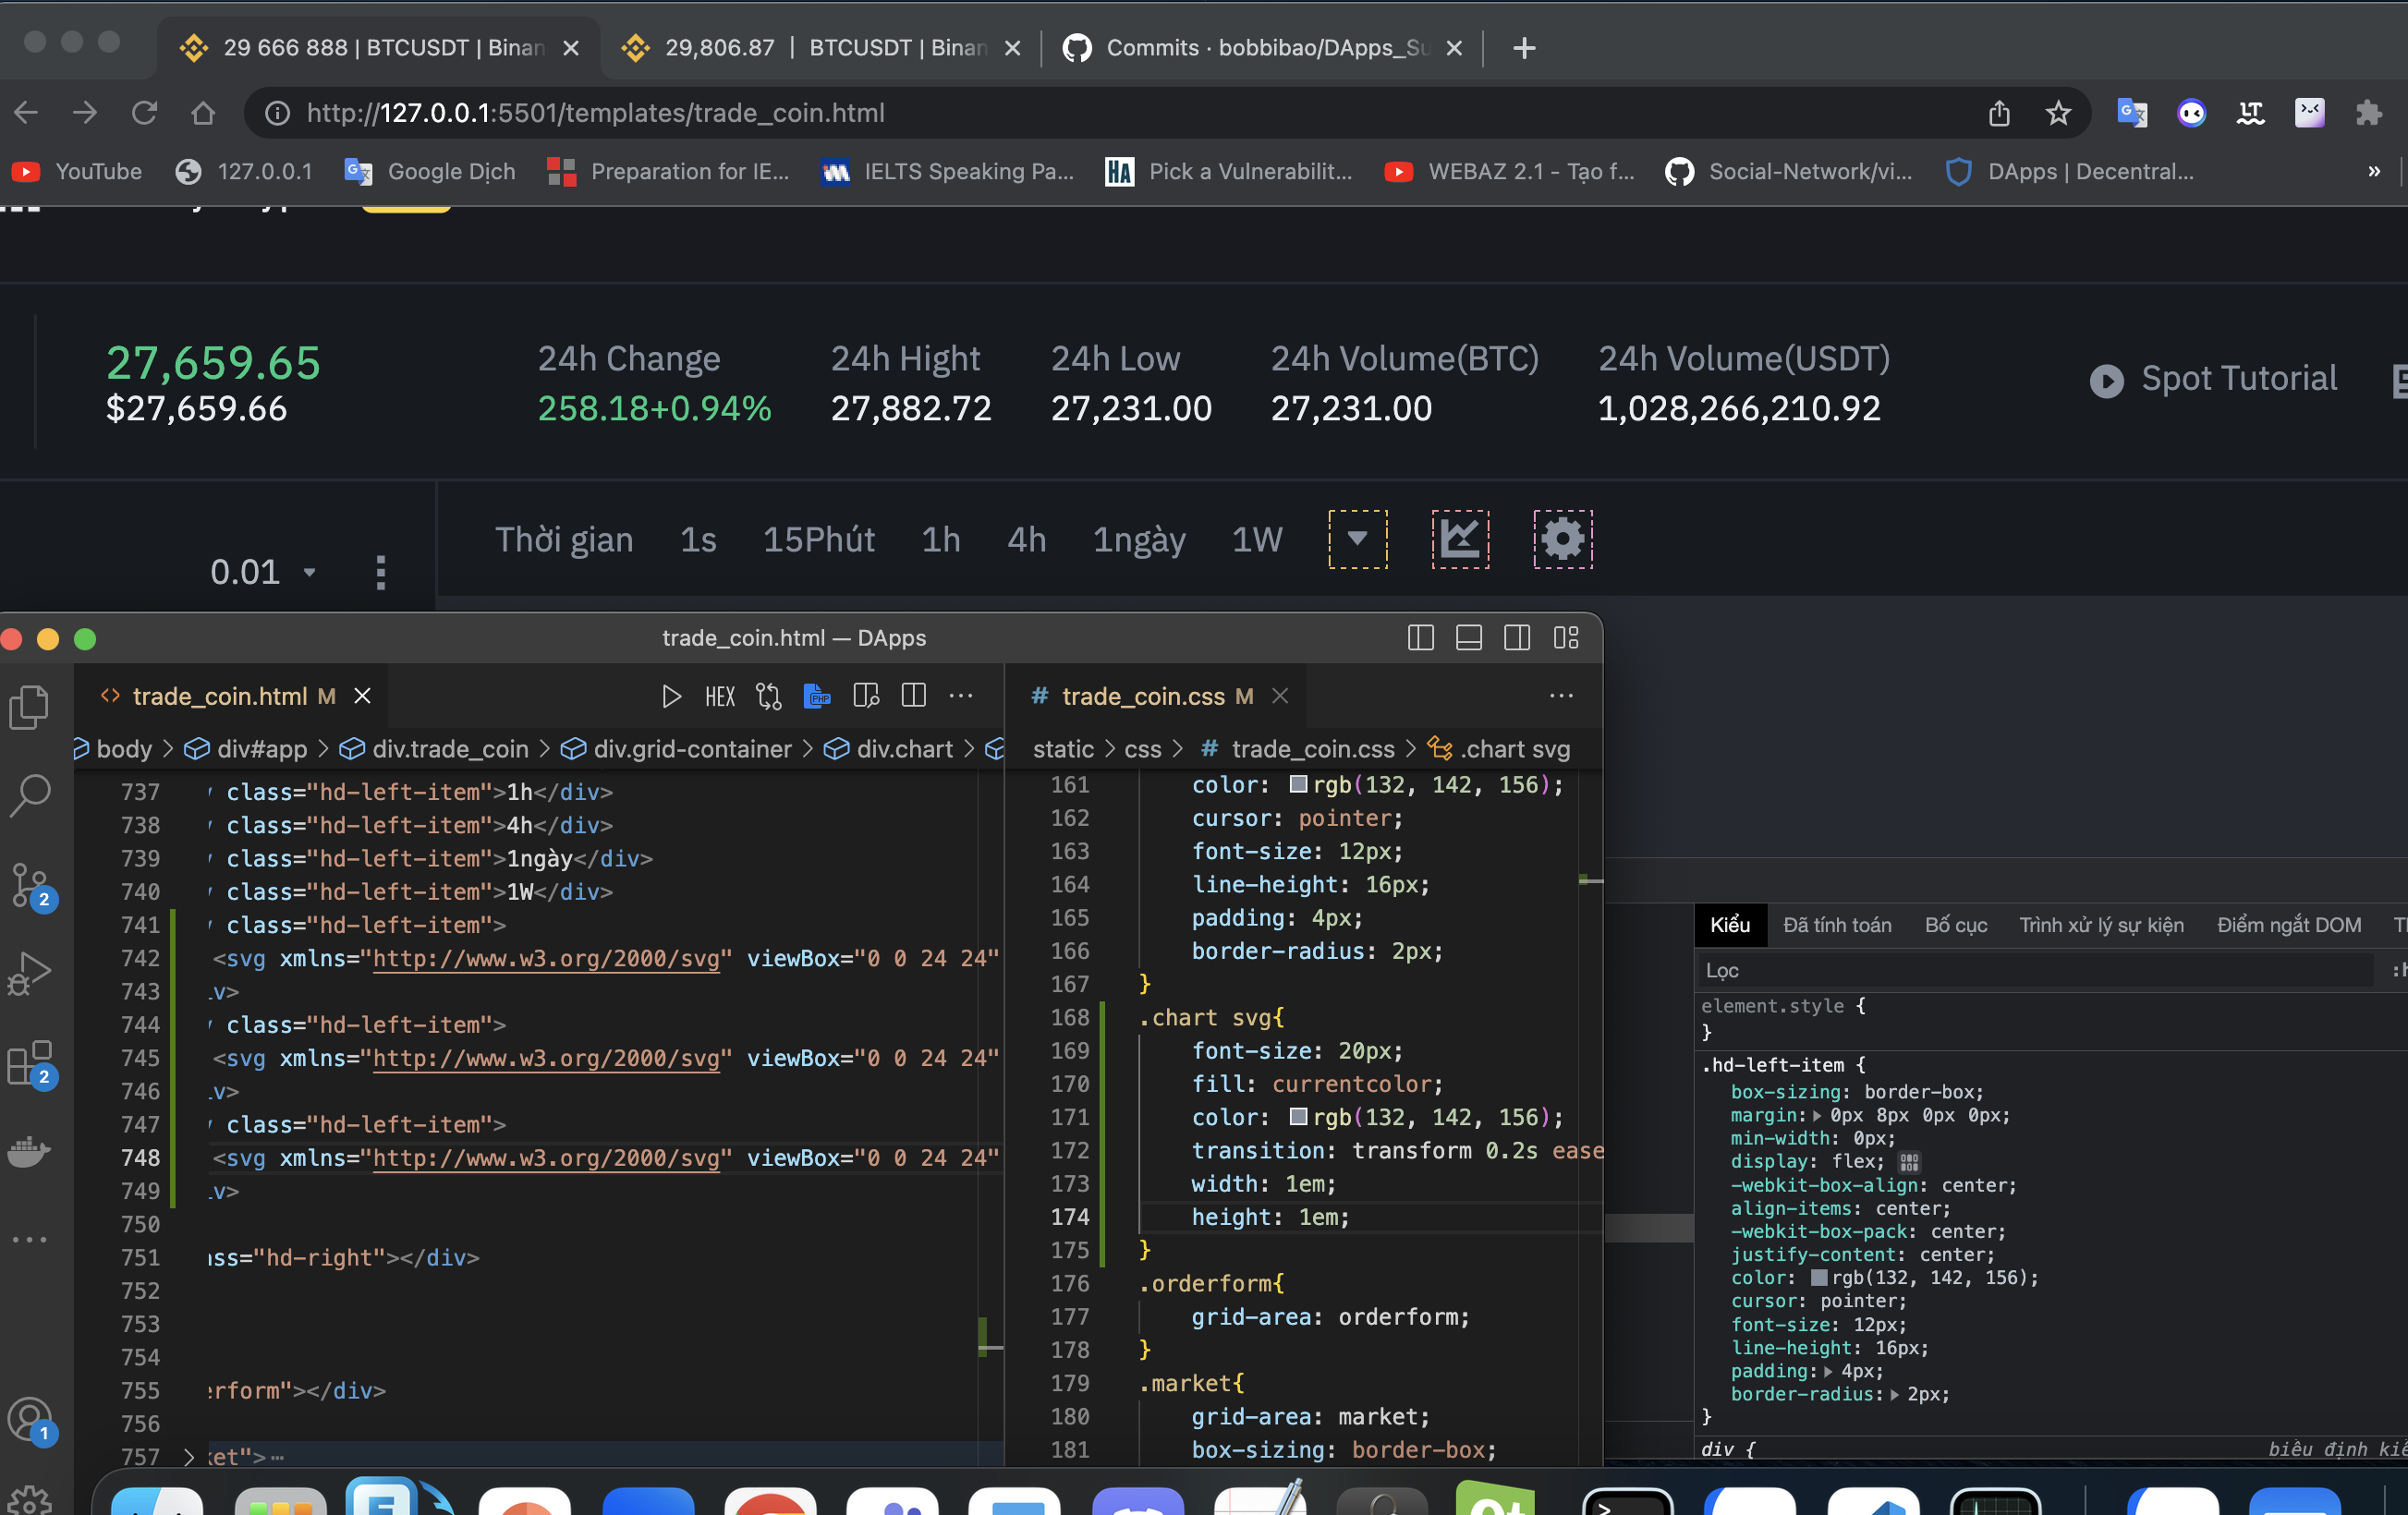 29 666 888 | BTCUSDT | Binan
29,806.87 | BTCUSDT | Binan
Commits · bobbibao/DApps_Su
http://127.0.0.1:5501/templates/trade_coin.html
YouTube
127.0.0.1
Google Dịch
Preparation for IE...
IELTS Speaking Pa...
HA
Pick a Vulnerabilit...
WEBAZ 2.1 - Tạo f...
Social-Network/vi...
DApps | Decentral...
»
27,659.65
$27,659.66
24h Change
258.18+0.94%
24h Hight
27,882.72
24h Low
27,231.00
24h Volume(BTC)
27,231.00
24h Volume(USDT)
1,028,266,210.92
Spot Tutorial
0.01
Thời gian 1s 15Phút 1h 4h 1ngày 1W
trade_coin.html — DApps
trade_coin.html M
HEX
body > div#app > div.trade_coin > div.grid-container > div.chart >
737 class="hd-left-item">1h</div>
738 class="hd-left-item">4h</div>
739 class="hd-left-item">1ngày</div>
740 class="hd-left-item">1W</div>
741 class="hd-left-item">
742 <svg xmlns="http://www.w3.org/2000/svg" viewBox="0 0 24 24"
743 iv>
744 class="hd-left-item">
745 <svg xmlns="http://www.w3.org/2000/svg" viewBox="0 0 24 24"
746 iv>
747 class="hd-left-item">
748 <svg xmlns="http://www.w3.org/2000/svg" viewBox="0 0 24 24"
749 iv>
750
751 ass="hd-right"></div>
752
753
754
755 erform"></div>
756
757 ket">⋯
2
2
1
# trade_coin.css M
static > css > # trade_coin.css > .chart svg
161 color: rgb(132, 142, 156);
162 cursor: pointer;
163 font-size: 12px;
164 line-height: 16px;
165 padding: 4px;
166 border-radius: 2px;
167 }
168 .chart svg{
169 font-size: 20px;
170 fill: currentcolor;
171 color: rgb(132, 142, 156);
172 transition: transform 0.2s ease
173 width: 1em;
174 height: 1em;
175 }
176 .orderform{
177 grid-area: orderform;
178 }
179 .market{
180 grid-area: market;
181 box-sizing: border-box;
Kiểu Đã tính toán Bố cục Trình xử lý sự kiện Điểm ngắt DOM
Lọc
element.style {
}
.hd-left-item {
box-sizing: border-box;
margin: 0px 8px 0px 0px;
min-width: 0px;
display: flex;
-webkit-box-align: center;
align-items: center;
-webkit-box-pack: center;
justify-content: center;
color: rgb(132, 142, 156);
cursor: pointer;
font-size: 12px;
line-height: 16px;
padding: 4px;
border-radius: 2px;
}
div {
biểu định kiể